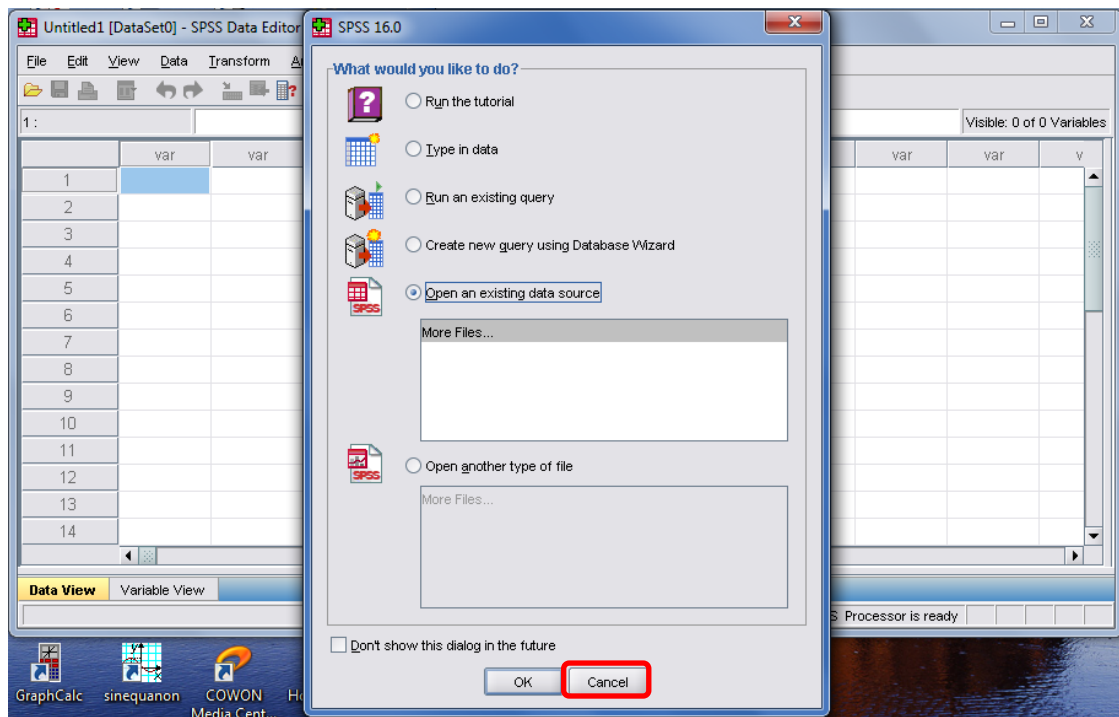 Untitled1 [DataSet0] - SPSS Data Editor
File Edit View Data Transform
1 :
Visible: 0 of 0 Variables
var var var var v
1
2
3
4
5
6
7
8
9
10
11
12
13
14
Data View Variable View
Processor is ready
SPSS 16.0
What would you like to do?
Run the tutorial
Type in data
Run an existing query
Create new query using Database Wizard
Open an existing data source
SPSS
More Files...
Open another type of file
SPSS
More Files...
Don't show this dialog in the future
OK Cancel
GraphCalc sinequanon COWON
Media Cent...